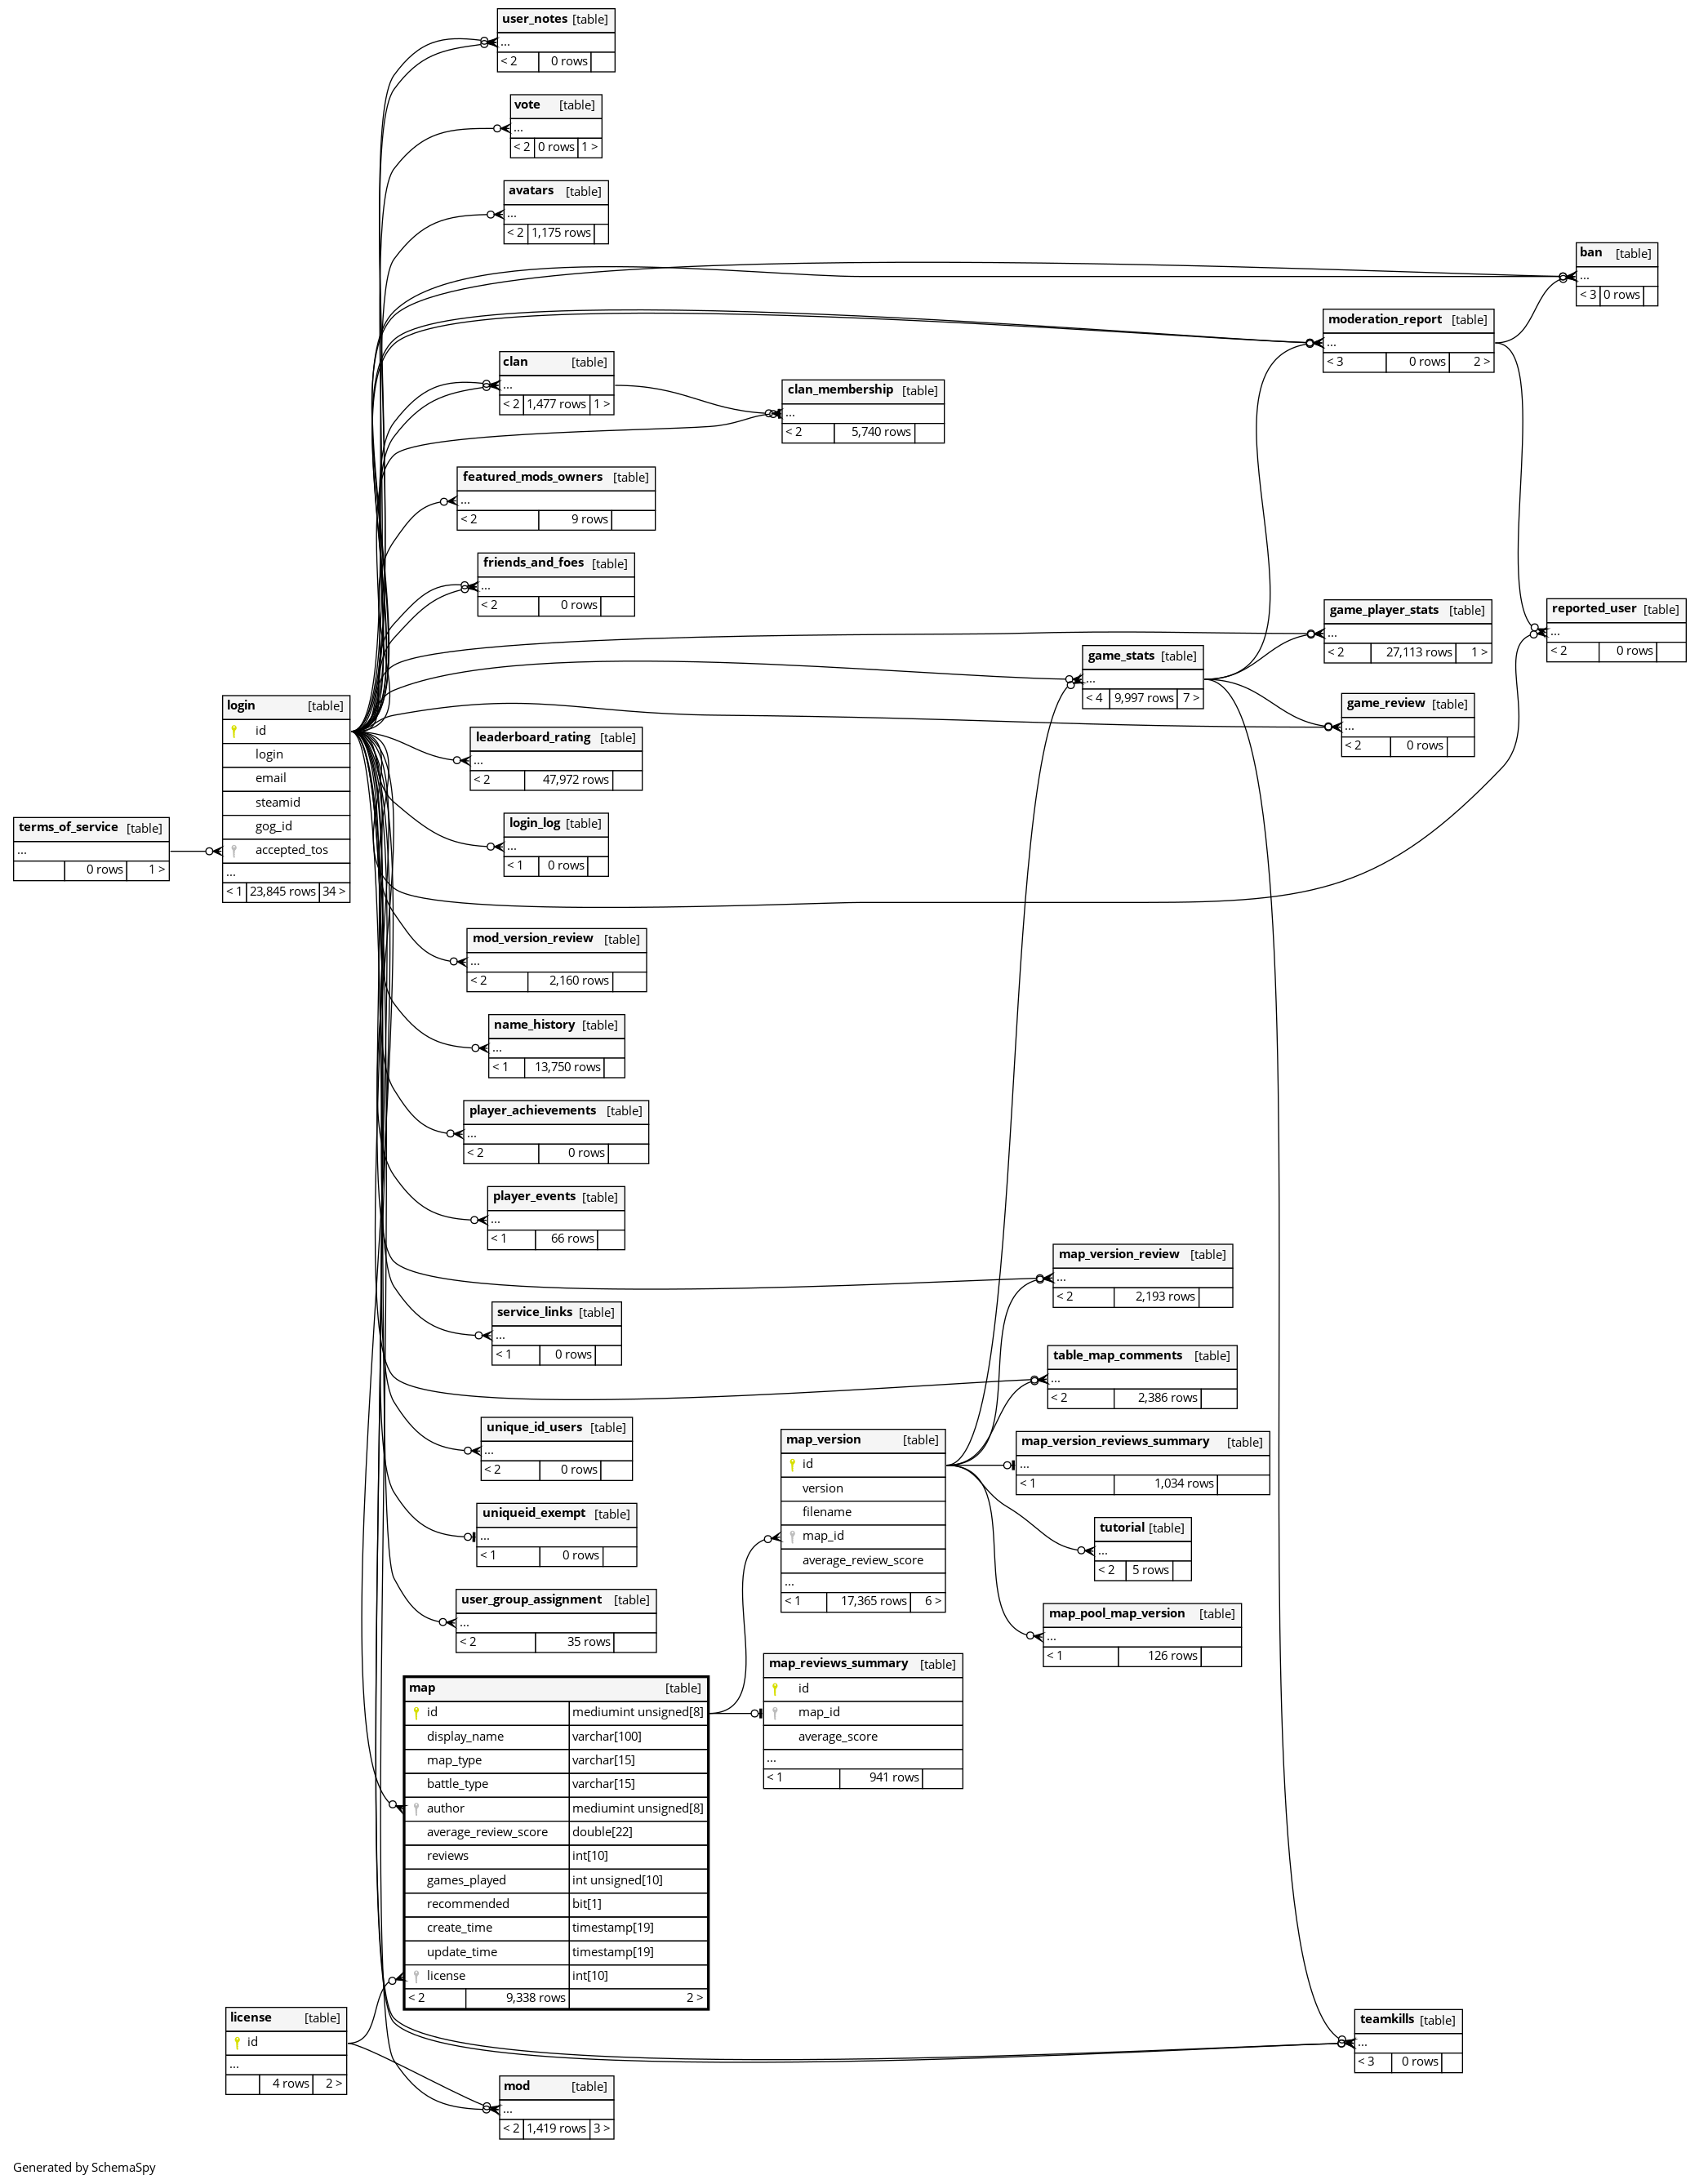 user_notes [table]
...
< 2 0 rows
vote [table]
...
< 2 0 rows 1 >
avatars [table]
...
< 2 1,175 rows
ban [table]
...
< 3 0 rows
moderation_report [table]
...
< 3 0 rows 2 >
clan [table]
...
< 2 1,477 rows 1 >
clan_membership [table]
...
< 2 5,740 rows
featured_mods_owners [table]
...
< 2 9 rows
friends_and_foes [table]
...
< 2 0 rows
game_player_stats [table]
...
< 2 27,113 rows 1 >
reported_user [table]
...
< 2 0 rows
game_stats [table]
...
< 4 9,997 rows 7 >
game_review [table]
...
< 2 0 rows
login [table]
id
login
email
steamid
gog_id
accepted_tos
...
< 1 23,845 rows 34 >
leaderboard_rating [table]
...
< 2 47,972 rows
login_log [table]
...
< 1 0 rows
terms_of_service [table]
...
0 rows 1 >
mod_version_review [table]
...
< 2 2,160 rows
name_history [table]
...
< 1 13,750 rows
player_achievements [table]
...
< 2 0 rows
player_events [table]
...
< 1 66 rows
map_version_review [table]
...
< 2 2,193 rows
service_links [table]
...
< 1 0 rows
table_map_comments [table]
...
< 2 2,386 rows
unique_id_users [table]
...
< 2 0 rows
map_version [table]
id
version
filename
map_id
average_review_score
...
< 1 17,365 rows 6 >
map_version_reviews_summary [table]
...
< 1 1,034 rows
uniqueid_exempt [table]
...
< 1 0 rows
tutorial [table]
...
< 2 5 rows
user_group_assignment [table]
...
< 2 35 rows
map_pool_map_version [table]
...
< 1 126 rows
map_reviews_summary [table]
id
map_id
average_score
...
< 1 941 rows
map [table]
id mediumint unsigned[8]
display_name varchar[100]
map_type varchar[15]
battle_type varchar[15]
author mediumint unsigned[8]
average_review_score double[22]
reviews int[10]
games_played int unsigned[10]
recommended bit[1]
create_time timestamp[19]
update_time timestamp[19]
license int[10]
< 2 9,338 rows 2 >
license [table]
id
...
4 rows 2 >
teamkills [table]
...
< 3 0 rows
mod [table]
...
< 2 1,419 rows 3 >
Generated by SchemaSpy